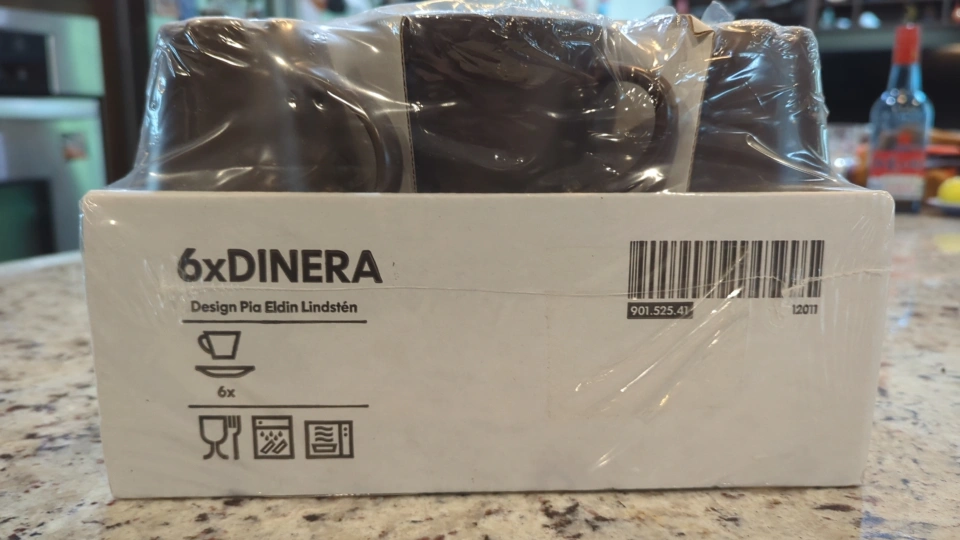 6xDINERA
Design Pia Eldin Lindstén
6x
901.525.41
12011